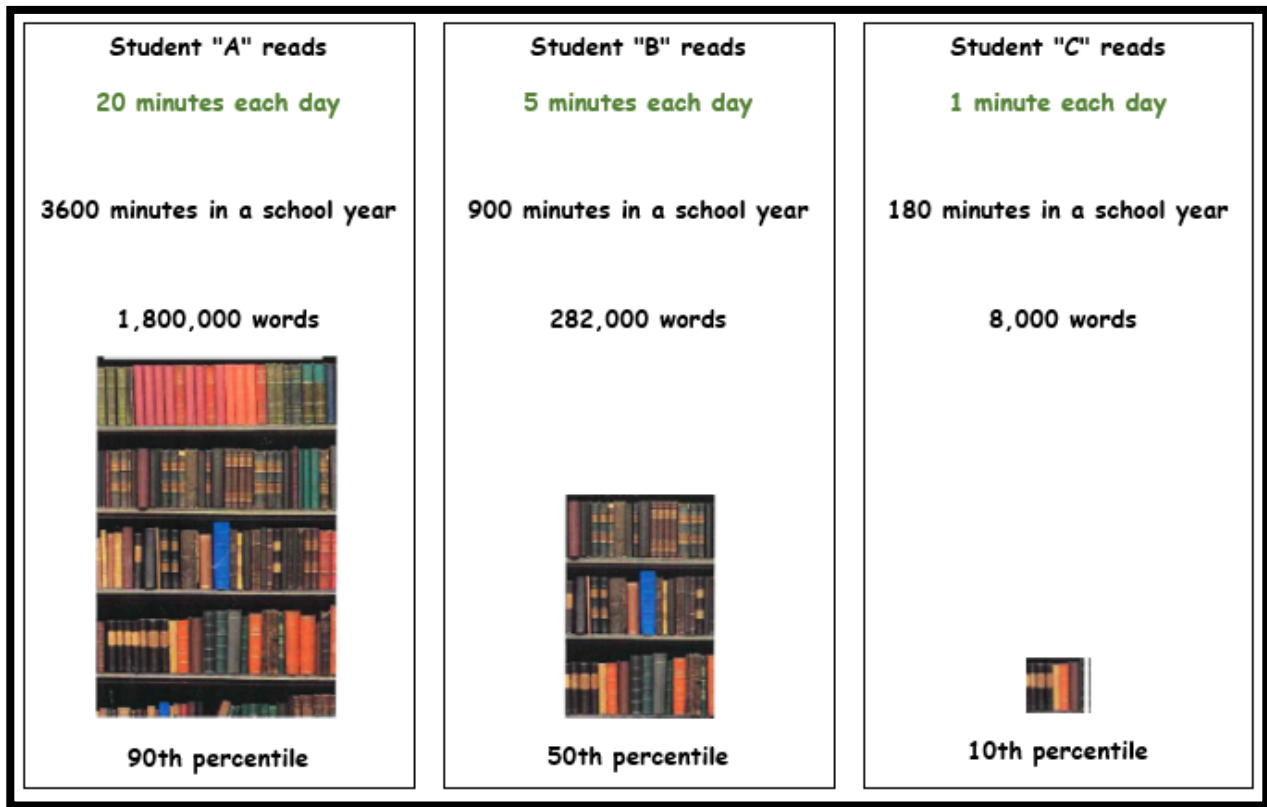 Student "A" reads
20 minutes each day
3600 minutes in a school year
1,800,000 words
90th percentile
Student "B" reads
5 minutes each day
900 minutes in a school year
282,000 words
50th percentile
Student "C" reads
1 minute each day
180 minutes in a school year
8,000 words
10th percentile